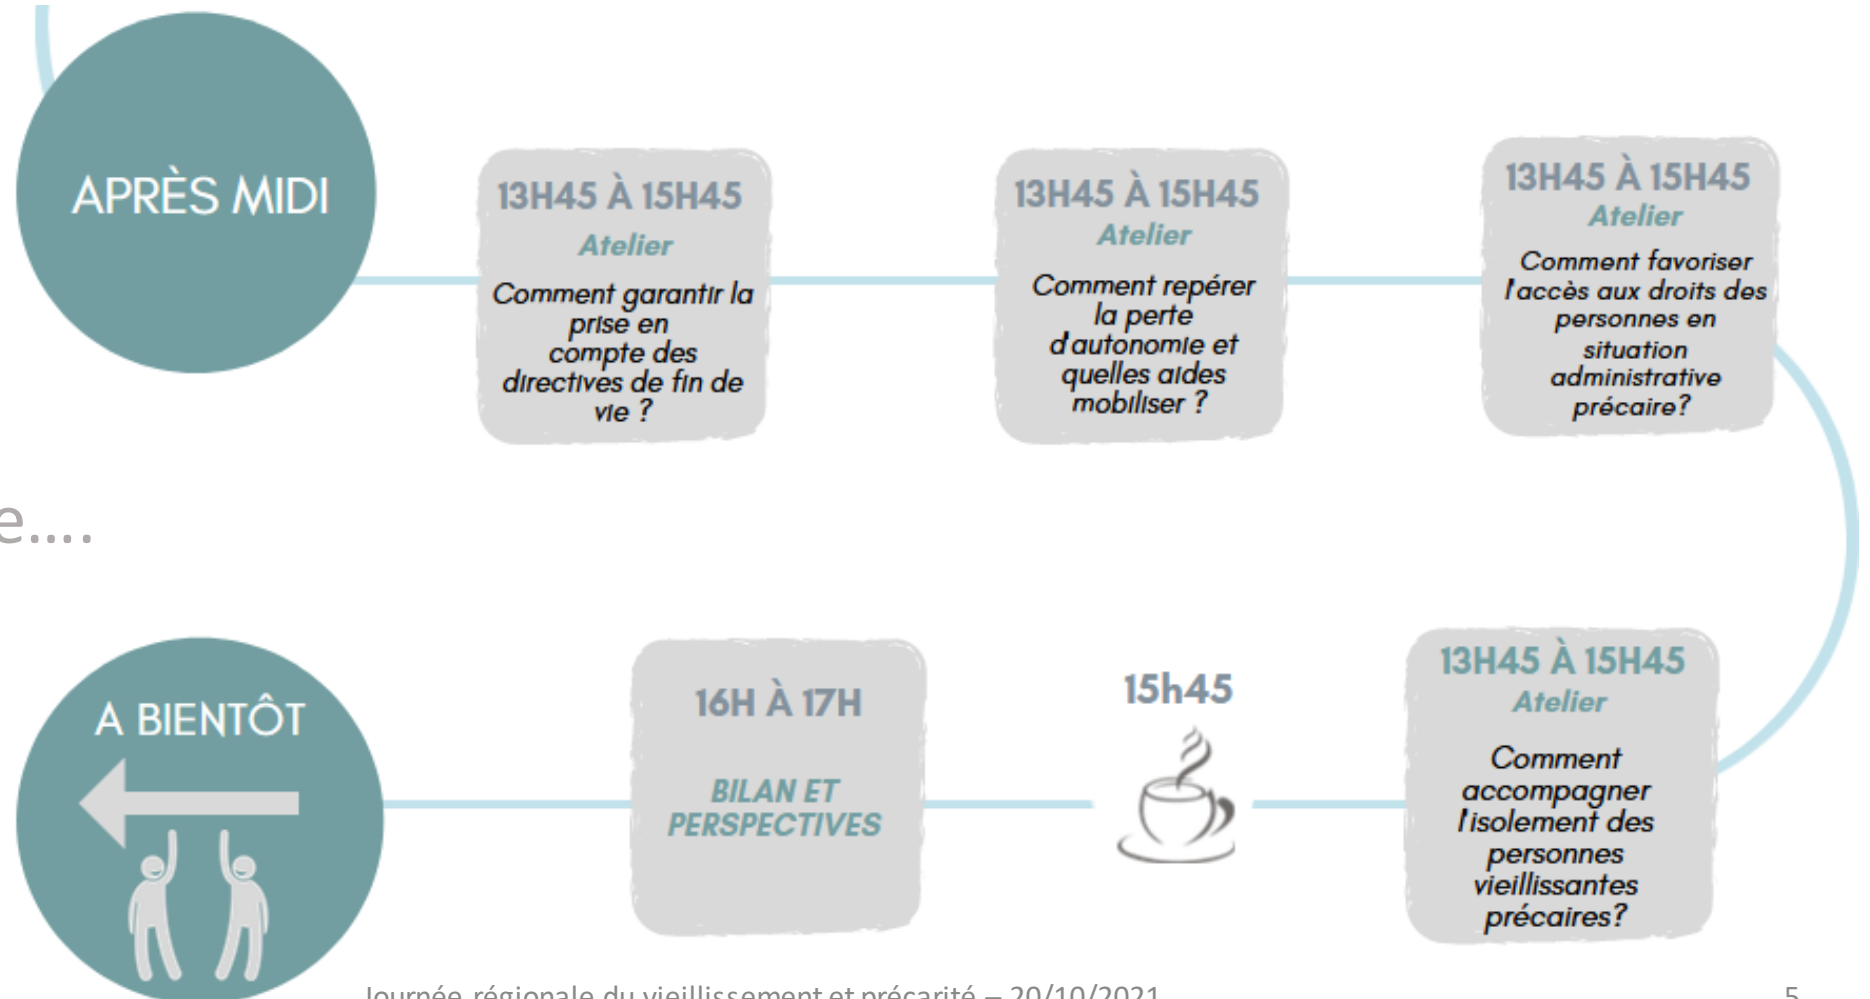 APRÈS MIDI
13H45 À 15H45
Atelier
Comment garantir la
prise en
compte des
directives de fin de
vie ?
13H45 À 15H45
Atelier
Comment repérer
la perte
d'autonomie et
quelles aides
mobiliser ?
13H45 À 15H45
Atelier
Comment favoriser
l'accès aux droits des
personnes en
situation
administrative
précaire?
e....
13H45 À 15H45
Atelier
Comment
accompagner
l'isolement des
personnes
vieillissantes
précaires?
15h45
16H À 17H
BILAN ET
PERSPECTIVES
A BIENTÔT
Journée régionale du vieillissement et précarité – 20/10/2021
5